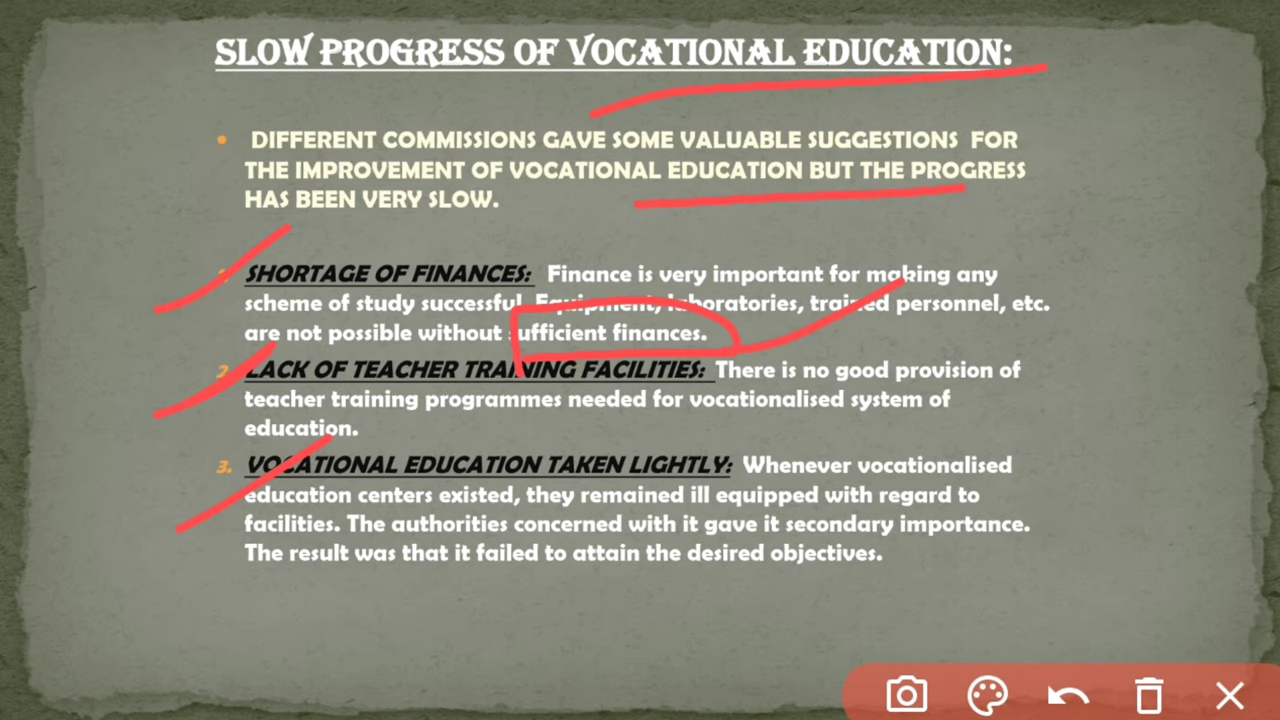 SLOW PROGRESS OF VOCATIONAL EDUCATION:
• DIFFERENT COMMISSIONS GAVE SOME VALUABLE SUGGESTIONS FOR
THE IMPROVEMENT OF VOCATIONAL EDUCATION BUT THE PROGRESS
HAS BEEN VERY SLOW.
SHORTAGE OF FINANCES: Finance is very important for making any
scheme of study successful. Equipment, laboratories, trained personnel, etc.
are not possible without sufficient finances.
2. LACK OF TEACHER TRAINING FACILITIES: There is no good provision of
teacher training programmes needed for vocationalised system of
education.
3. VOCATIONAL EDUCATION TAKEN LIGHTLY: Whenever vocationalised
education centers existed, they remained ill equipped with regard to
facilities. The authorities concerned with it gave it secondary importance.
The result was that it failed to attain the desired objectives.